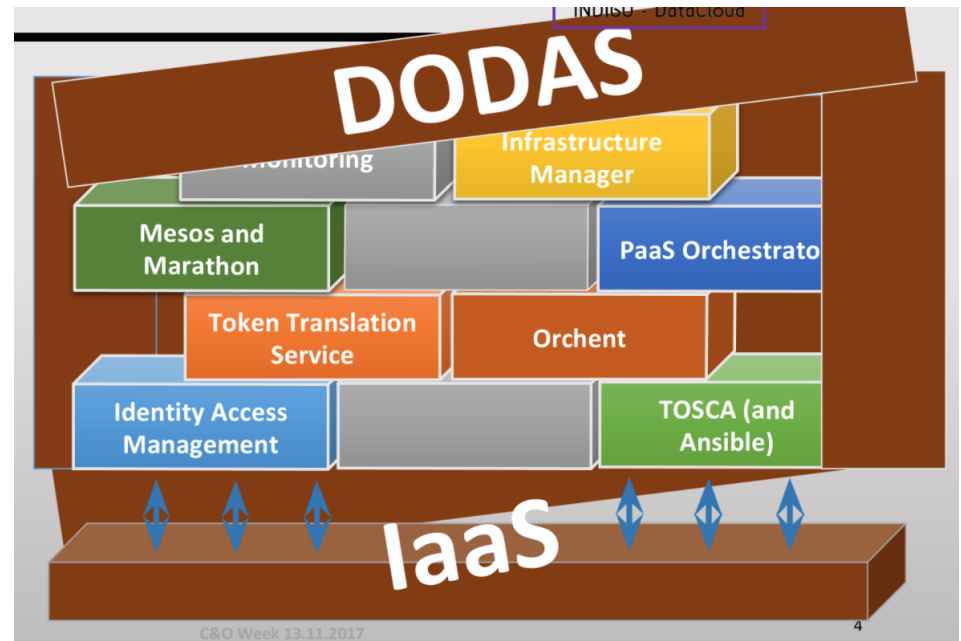 INDIGO - DataCloud
DODAS
Monitoring
Infrastructure
Manager
Mesos and
Marathon
PaaS Orchestrato
Token Translation
Service
Orchent
Identity Access
Management
TOSCA (and
Ansible)
IaaS
C&O Week 13.11.2017
4